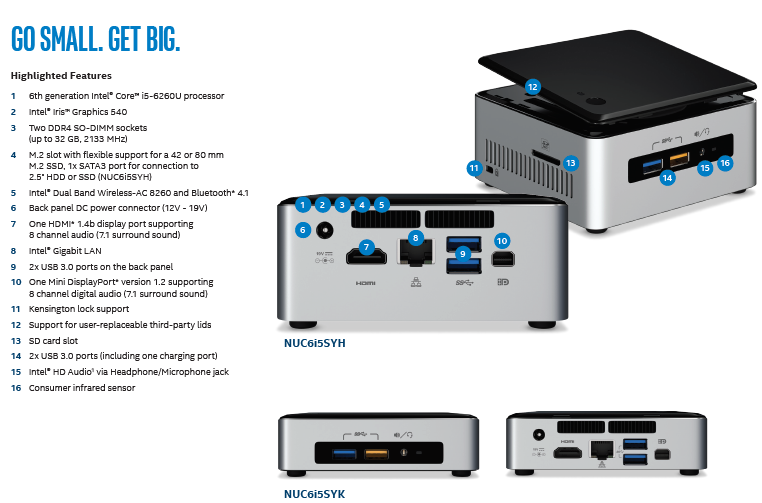 GO SMALL. GET BIG.
Highlighted Features
1 6th generation Intel® Core™ i5-6260U processor
2 Intel® Iris™ Graphics 540
3 Two DDR4 SO-DIMM sockets
(up to 32 GB, 2133 MHz)
4 M.2 slot with flexible support for a 42 or 80 mm
M.2 SSD, 1x SATA3 port for connection to
2.5" HDD or SSD (NUC6i5SYH)
5 Intel® Dual Band Wireless-AC 8260 and Bluetooth* 4.1
6 Back panel DC power connector (12V - 19V)
7 One HDMI* 1.4b display port supporting
8 channel audio (7.1 surround sound)
8 Intel® Gigabit LAN
9 2x USB 3.0 ports on the back panel
10 One Mini DisplayPort* version 1.2 supporting
8 channel digital audio (7.1 surround sound)
11 Kensington lock support
12 Support for user-replaceable third-party lids
13 SD card slot
14 2x USB 3.0 ports (including one charging port)
15 Intel® HD Audio¹ via Headphone/Microphone jack
16 Consumer infrared sensor
12
11
13
14
15
16
1 2 3 4 5
6
7
8
9
10
19V
HDMI
SS
NUC6i5SYH
SS
HDMI
NUC6i5SYK